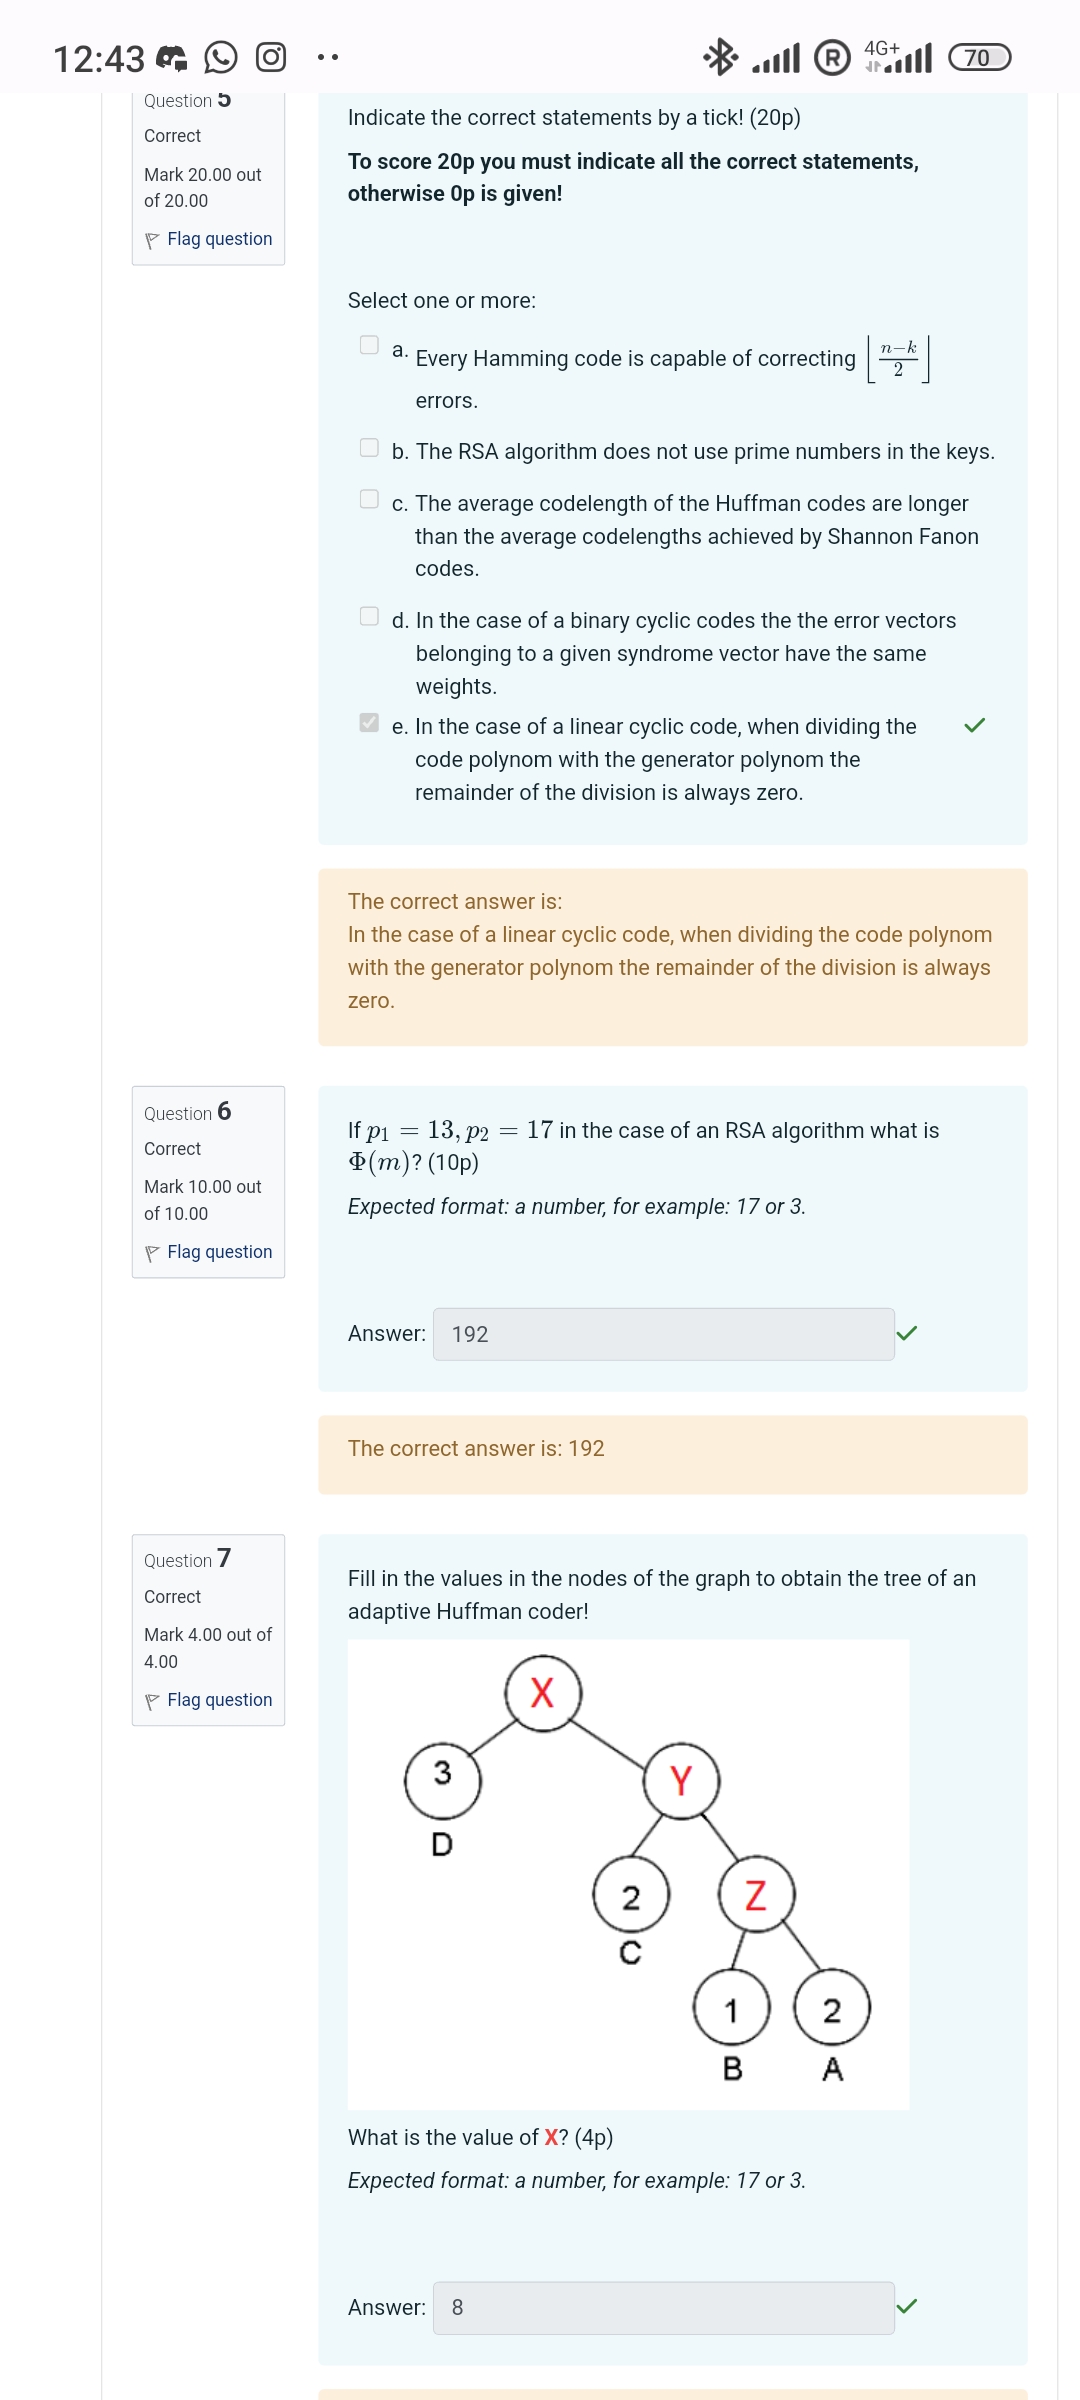 12:43
R
4G+
70
Question 5
Correct
Mark 20.00 out
of 20.00
Flag question
Indicate the correct statements by a tick! (20p)
To score 20p you must indicate all the correct statements,
otherwise 0p is given!
Select one or more:
a. Every Hamming code is capable of correcting ⌊(n−k)/2⌋
errors.
b. The RSA algorithm does not use prime numbers in the keys.
c. The average codelength of the Huffman codes are longer
than the average codelengths achieved by Shannon Fanon
codes.
d. In the case of a binary cyclic codes the the error vectors
belonging to a given syndrome vector have the same
weights.
e. In the case of a linear cyclic code, when dividing the
code polynom with the generator polynom the
remainder of the division is always zero.
The correct answer is:
In the case of a linear cyclic code, when dividing the code polynom
with the generator polynom the remainder of the division is always
zero.
Question 6
Correct
Mark 10.00 out
of 10.00
Flag question
If p₁ = 13, p₂ = 17 in the case of an RSA algorithm what is
Φ(m)? (10p)
Expected format: a number, for example: 17 or 3.
Answer: 192
The correct answer is: 192
Question 7
Correct
Mark 4.00 out of
4.00
Flag question
Fill in the values in the nodes of the graph to obtain the tree of an
adaptive Huffman coder!
X
3
Y
D
2
Z
C
1
2
B
A
What is the value of X? (4p)
Expected format: a number, for example: 17 or 3.
Answer: 8